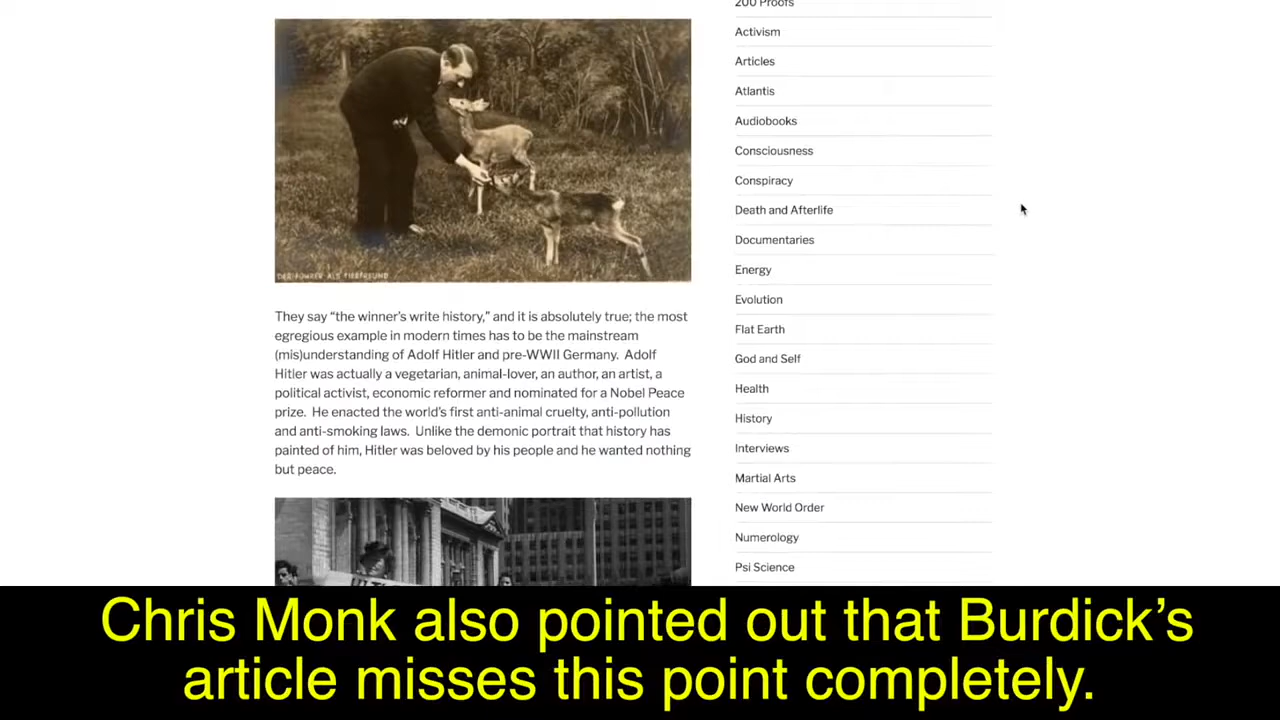 200 Proofs
Activism
Articles
Atlantis
Audiobooks
Consciousness
Conspiracy
Death and Afterlife
Documentaries
Energy
Evolution
Flat Earth
God and Self
Health
History
Interviews
Martial Arts
New World Order
Numerology
Psi Science
DER FÜHRER ALS TIERFREUND
They say “the winner’s write history,” and it is absolutely true; the most
egregious example in modern times has to be the mainstream
(mis)understanding of Adolf Hitler and pre-WWII Germany.  Adolf
Hitler was actually a vegetarian, animal-lover, an author, an artist, a
political activist, economic reformer and nominated for a Nobel Peace
prize.  He enacted the world’s first anti-animal cruelty, anti-pollution
and anti-smoking laws.  Unlike the demonic portrait that history has
painted of him, Hitler was beloved by his people and he wanted nothing
but peace.
Chris Monk also pointed out that Burdick’s
article misses this point completely.